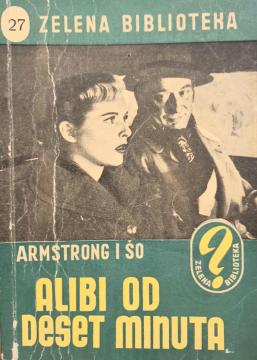 27
ZELENA BIBLIOTEKA
ARMSTRONG I ŠO
ALIBI OD
DESET MINUTA
ZELENA
BIBLIOTEKA
?